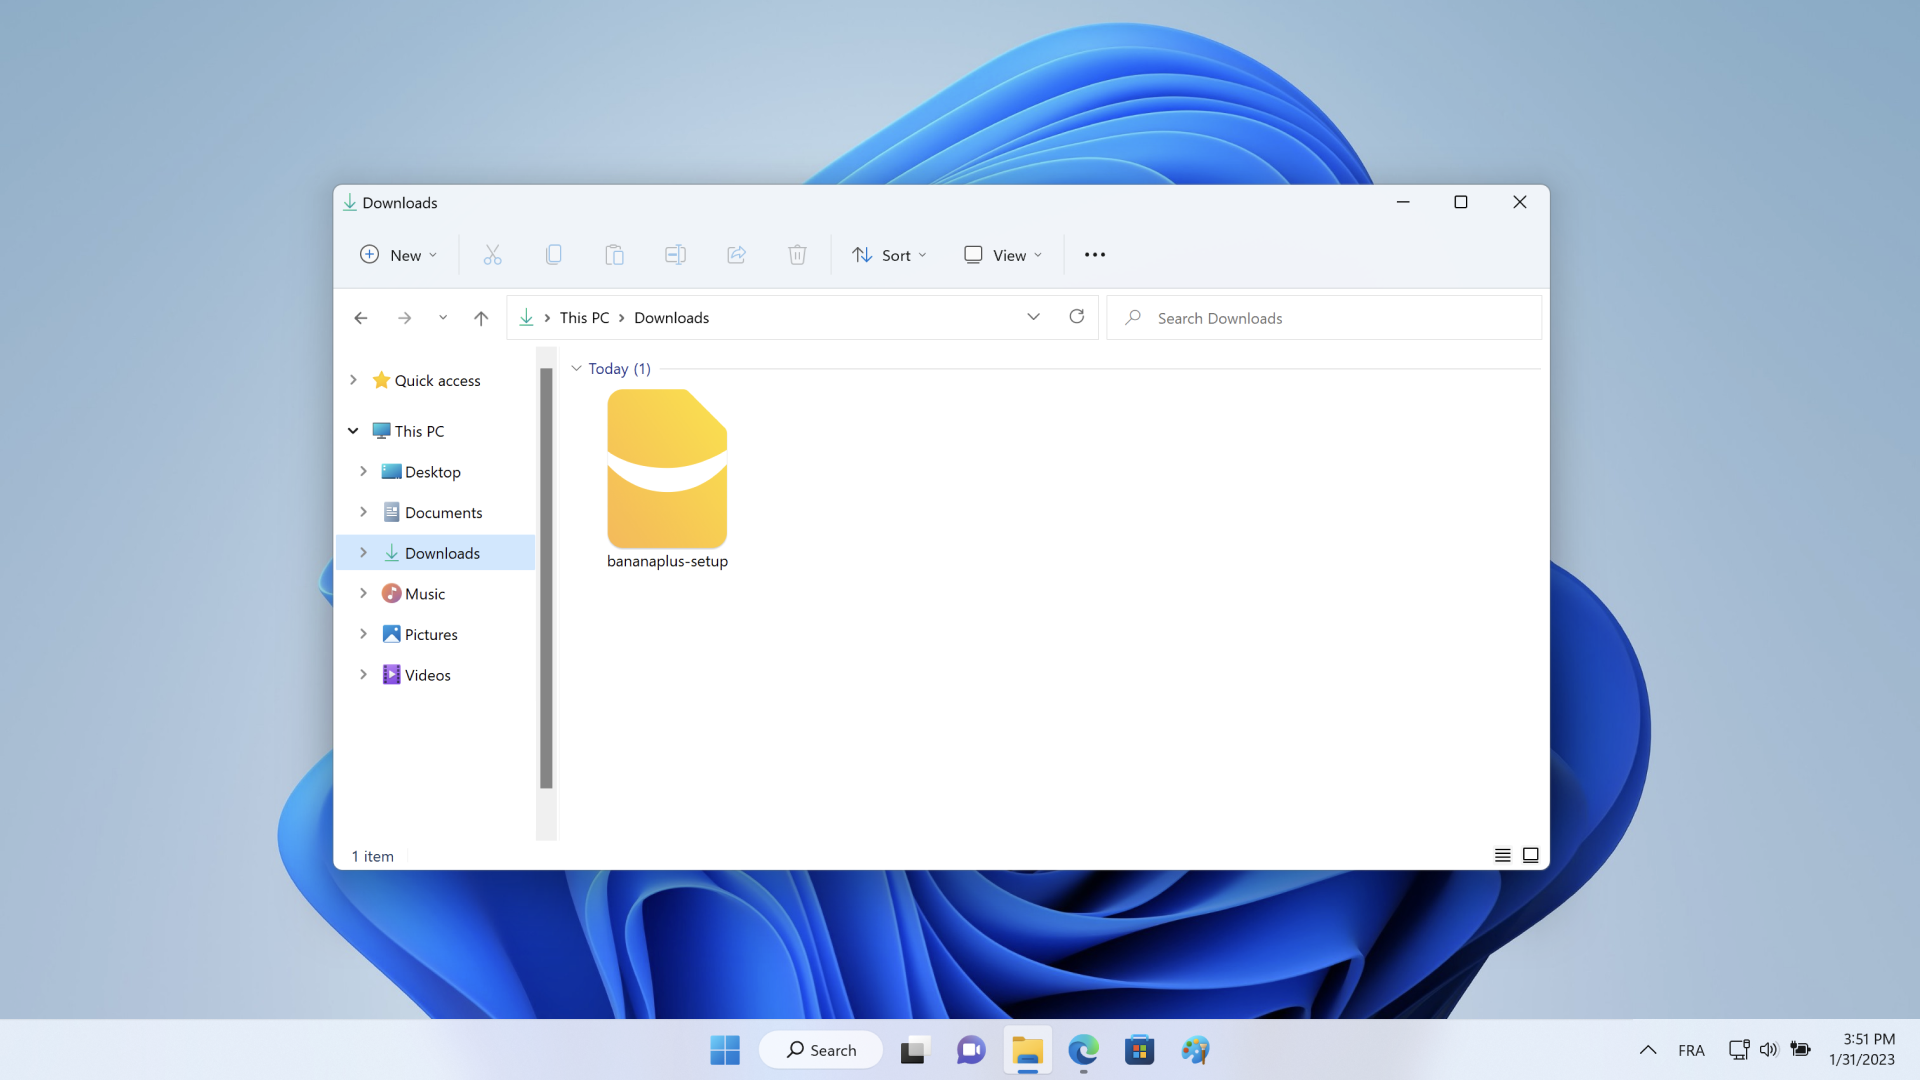 Downloads
New
Sort
View
This PC
Downloads
Search Downloads
Quick access
This PC
Desktop
Documents
Downloads
Music
Pictures
Videos
Today (1)
bananaplus-setup
1 item
Search
FRA
3:51 PM
1/31/2023